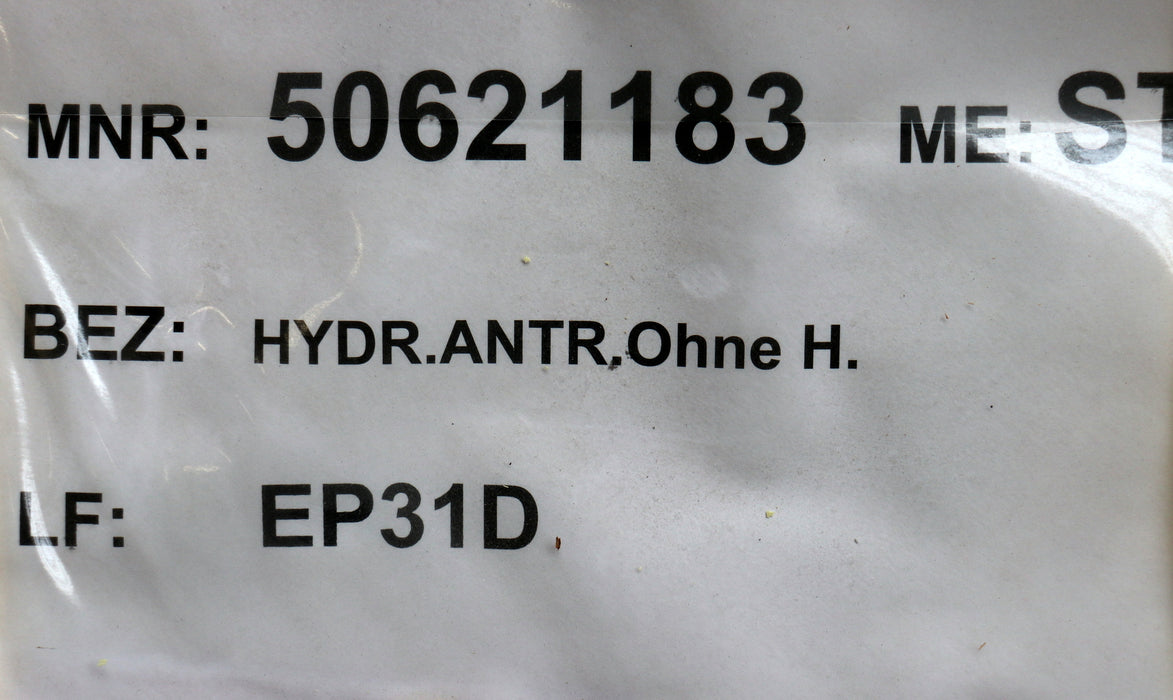 MNR: 50621183 ME: ST
BEZ: HYDR.ANTR.Ohne H.
LF: EP31D